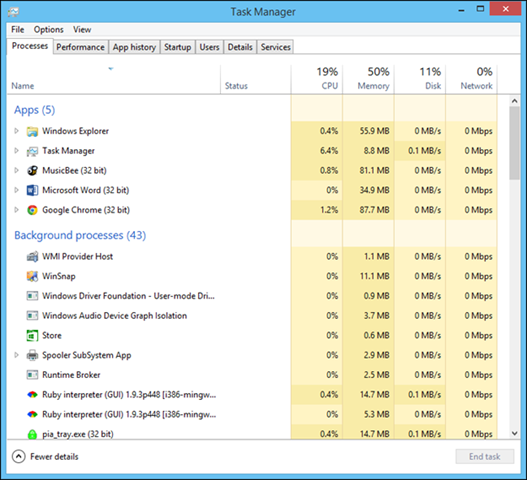 Task Manager
File Options View
Processes Performance App history Startup Users Details Services
19% 50% 11% 0%
Name Status CPU Memory Disk Network
Apps (5)
Windows Explorer 0.4% 55.9 MB 0 MB/s 0 Mbps
Task Manager 6.4% 8.8 MB 0.1 MB/s 0 Mbps
MusicBee (32 bit) 0.8% 81.1 MB 0 MB/s 0 Mbps
Microsoft Word (32 bit) 0% 34.9 MB 0 MB/s 0 Mbps
Google Chrome (32 bit) 1.2% 87.7 MB 0 MB/s 0 Mbps
Background processes (43)
WMI Provider Host 0% 1.1 MB 0 MB/s 0 Mbps
WinSnap 0% 11.1 MB 0 MB/s 0 Mbps
Windows Driver Foundation - User-mode Dri... 0% 0.9 MB 0 MB/s 0 Mbps
Windows Audio Device Graph Isolation 0% 3.7 MB 0 MB/s 0 Mbps
Store 0% 0.6 MB 0 MB/s 0 Mbps
Spooler SubSystem App 0% 2.9 MB 0 MB/s 0 Mbps
Runtime Broker 0% 2.5 MB 0 MB/s 0 Mbps
Ruby interpreter (GUI) 1.9.3p448 [i386-mingw... 0.4% 14.7 MB 0.1 MB/s 0 Mbps
Ruby interpreter (GUI) 1.9.3p448 [i386-mingw... 0% 5.3 MB 0 MB/s 0 Mbps
pia_tray.exe (32 bit) 0.4% 14.7 MB 0.1 MB/s 0 Mbps
Fewer details End task